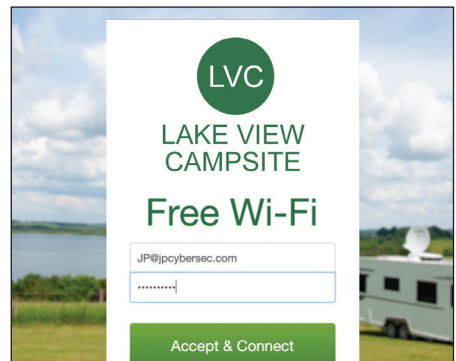 LVC
LAKE VIEW
CAMPSITE
Free Wi-Fi
JP@jpcybersec.com
••••••••••
Accept & Connect